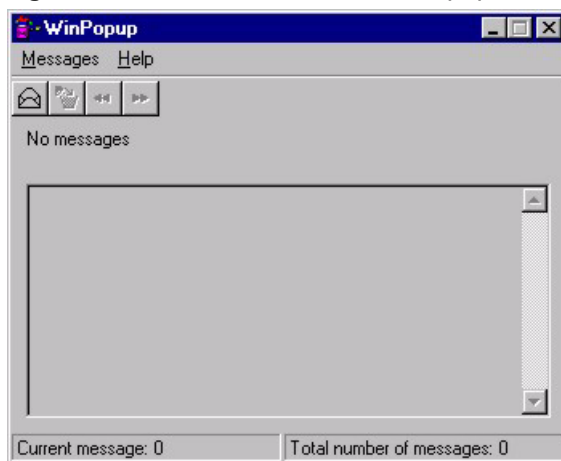 WinPopup
Messages Help
No messages
Current message: 0 Total number of messages: 0